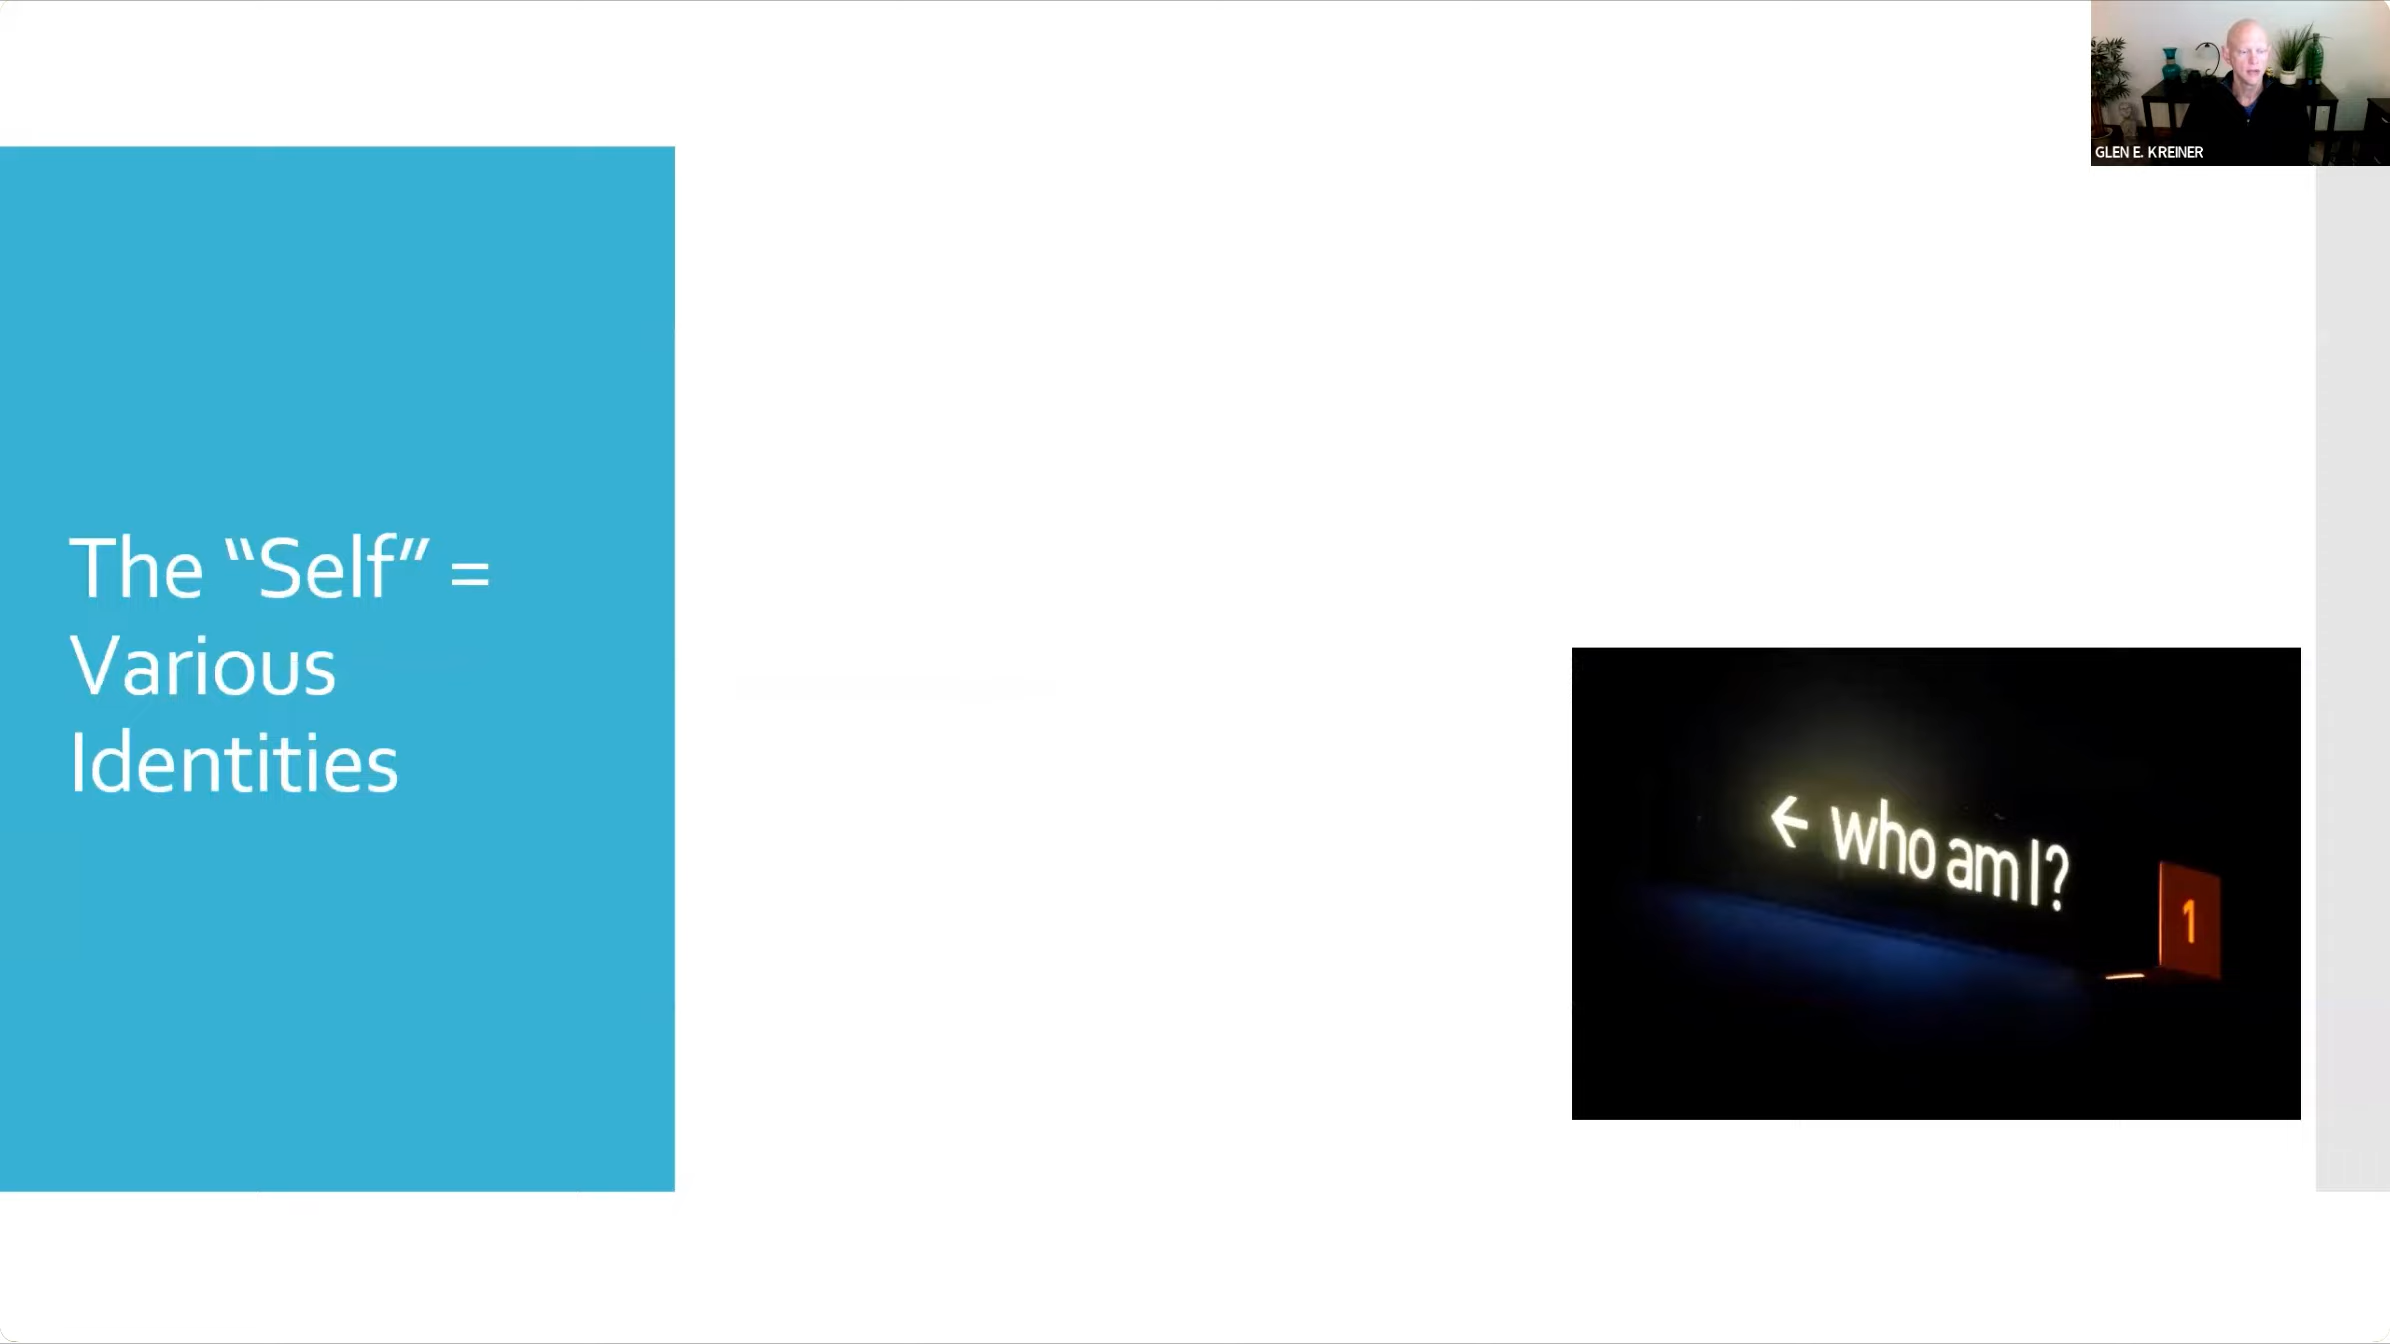 GLEN E. KREINER
The “Self” =
Various
Identities
← who am I?
1